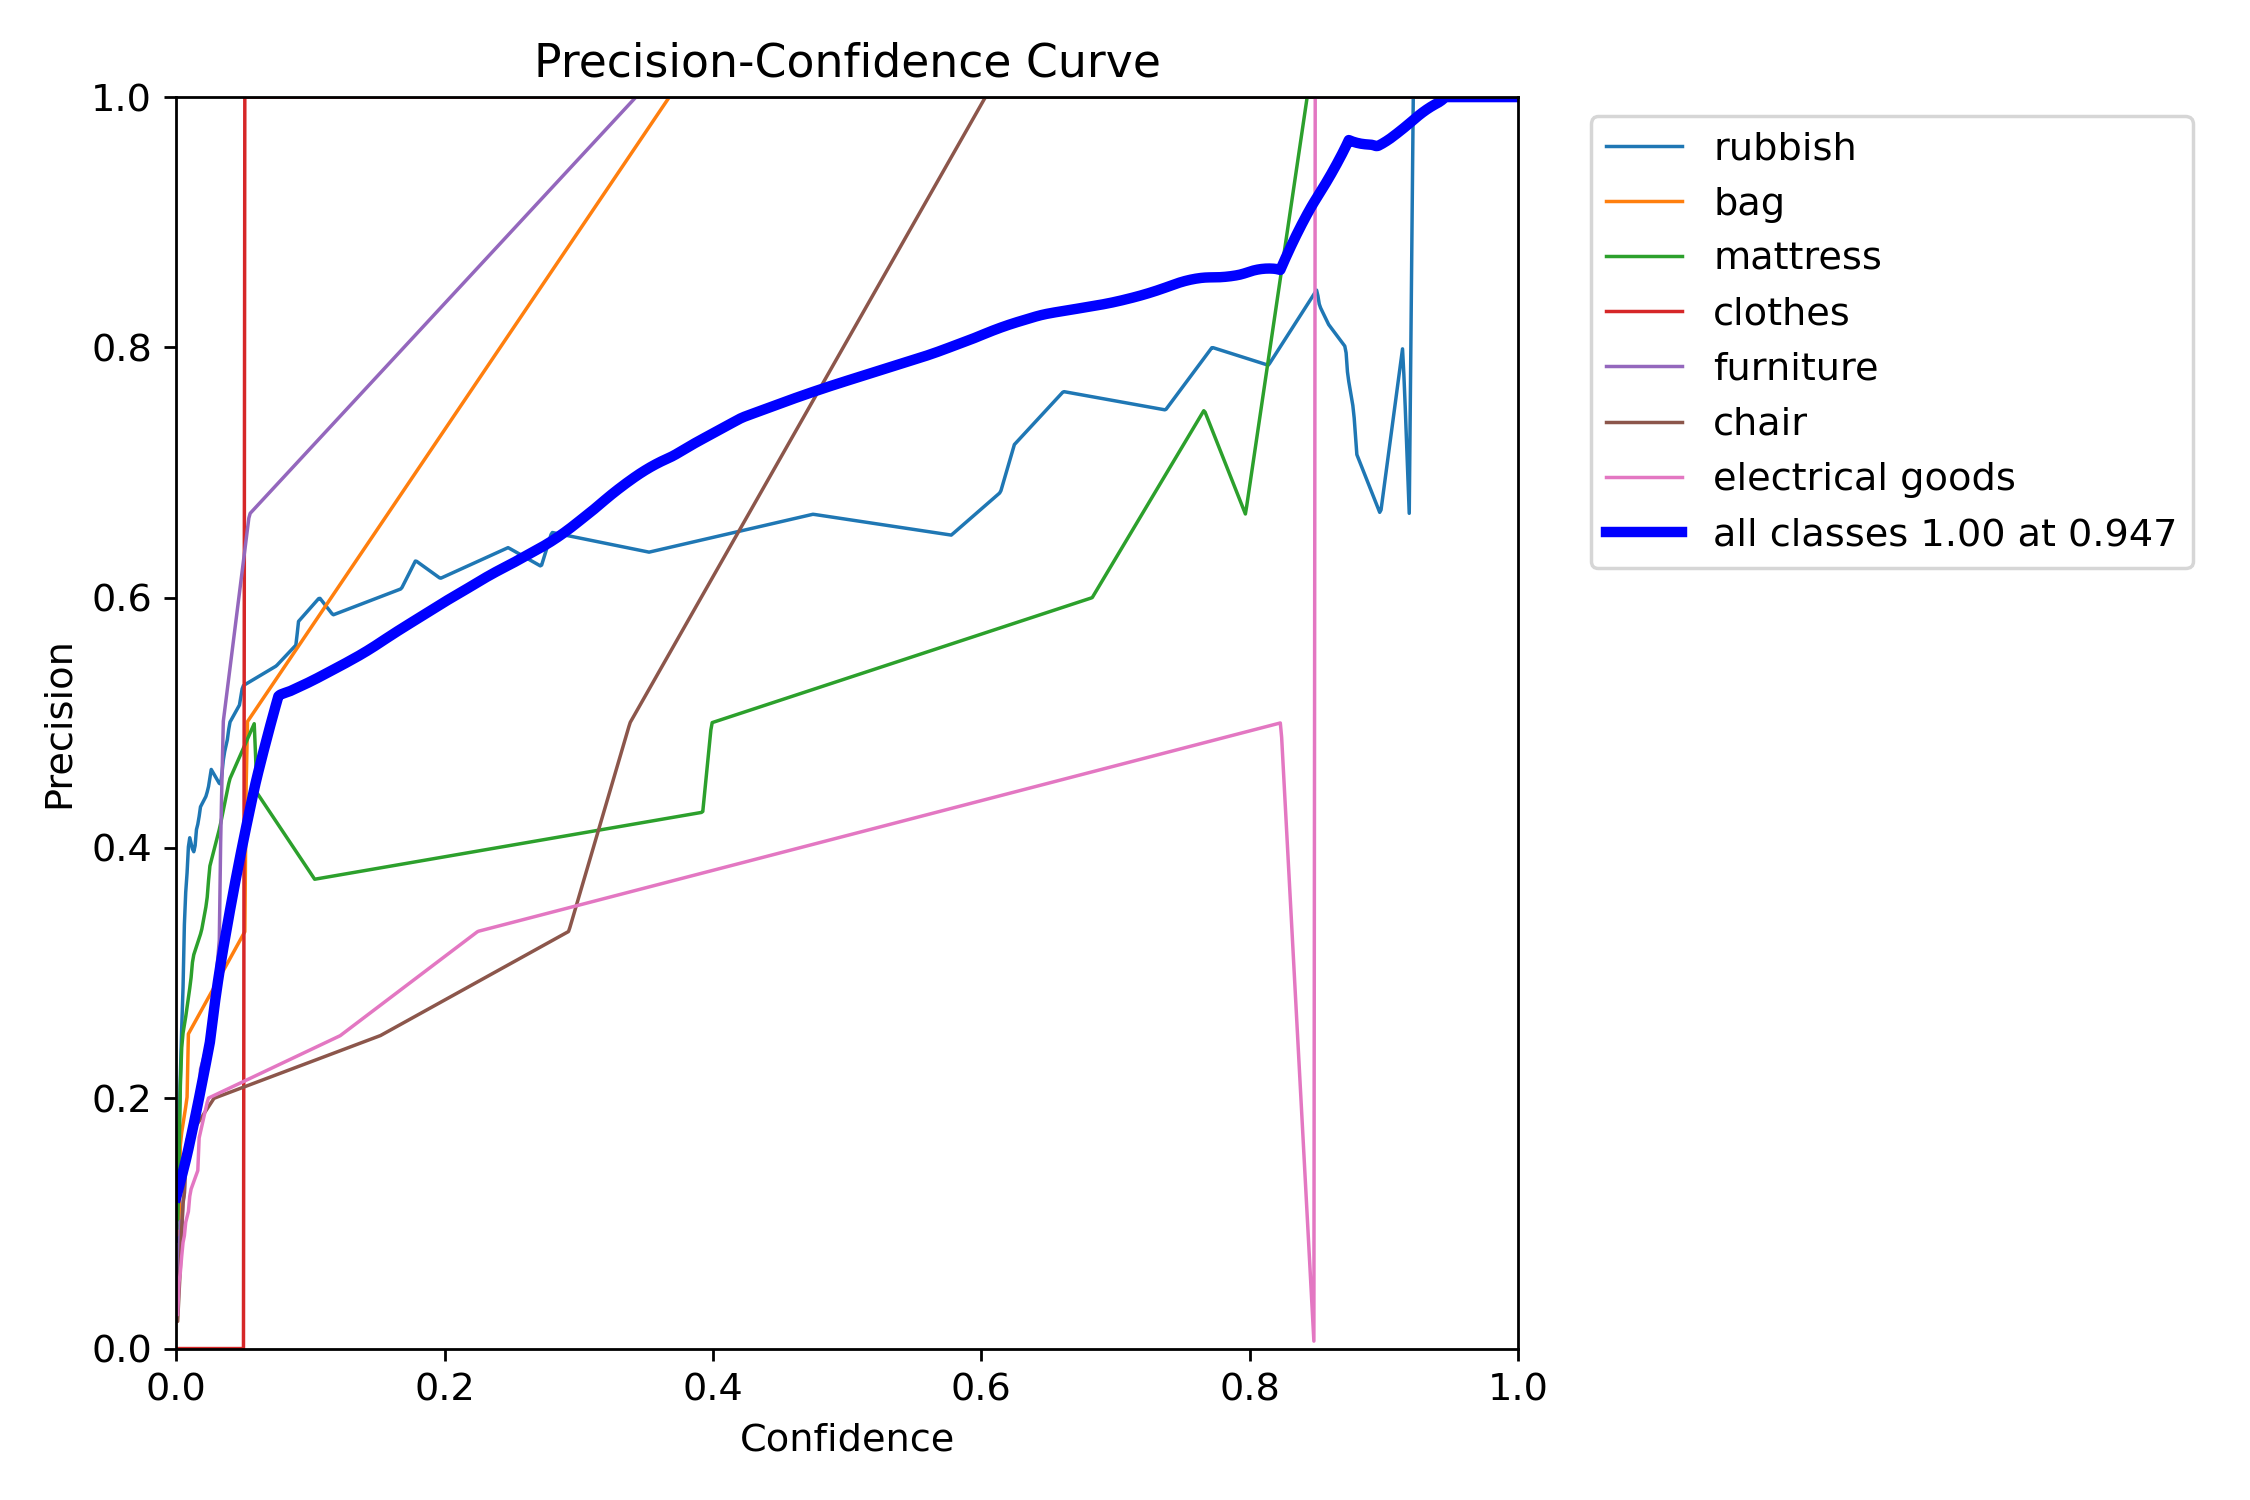 Precision-Confidence Curve
1.0
0.8
0.6
0.4
0.2
0.0
Precision
0.0 0.2 0.4 0.6 0.8 1.0
Confidence
rubbish
bag
mattress
clothes
furniture
chair
electrical goods
all classes 1.00 at 0.947